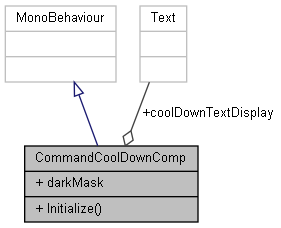 MonoBehaviour
Text
+coolDownTextDisplay
CommandCoolDownComp
+ darkMask
+ Initialize()